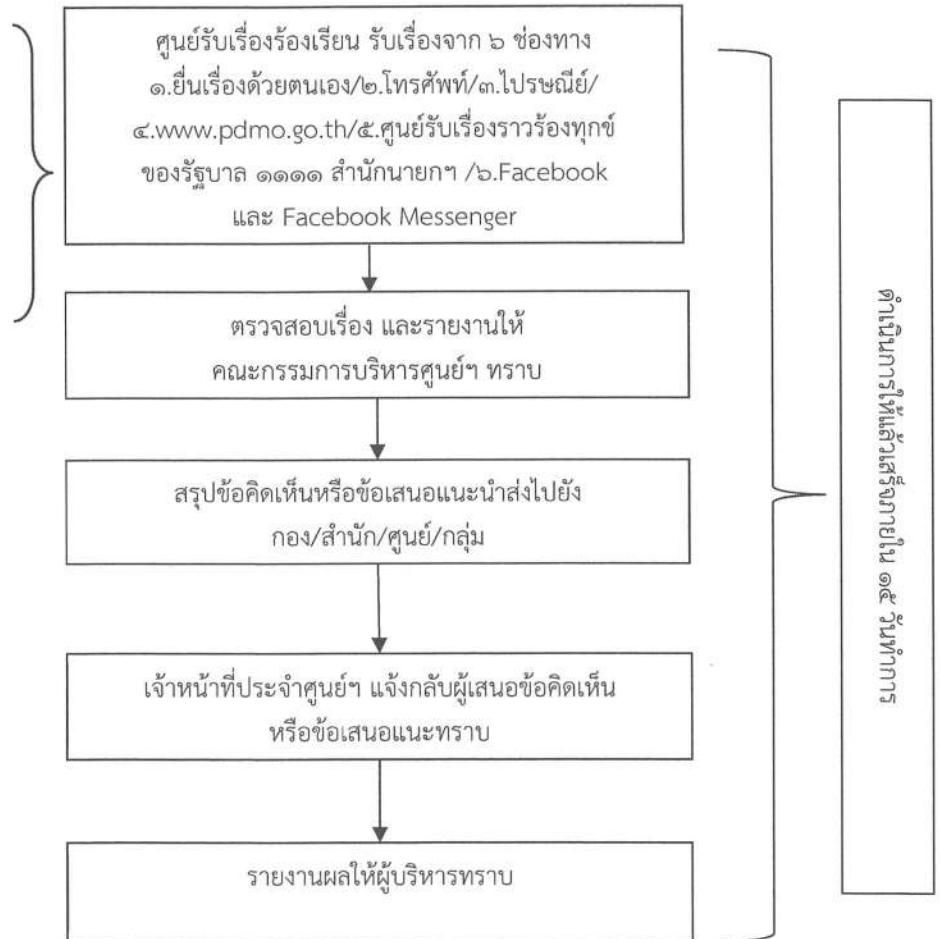 ศูนย์รับเรื่องร้องเรียน รับเรื่องจาก ๖ ช่องทาง
๑.ยื่นเรื่องด้วยตนเอง/๒.โทรศัพท์/๓.ไปรษณีย์/
๔.www.pdmo.go.th/๕.ศูนย์รับเรื่องราวร้องทุกข์
ของรัฐบาล ๑๑๑๑ สำนักนายกฯ /๖.Facebook
และ Facebook Messenger
ตรวจสอบเรื่อง และรายงานให้
คณะกรรมการบริหารศูนย์ฯ ทราบ
สรุปข้อคิดเห็นหรือข้อเสนอแนะนำส่งไปยัง
กอง/สำนัก/ศูนย์/กลุ่ม
เจ้าหน้าที่ประจำศูนย์ฯ แจ้งกลับผู้เสนอข้อคิดเห็น
หรือข้อเสนอแนะทราบ
รายงานผลให้ผู้บริหารทราบ
ดำเนินการให้แล้วเสร็จภายใน ๑๕ วันทำการ